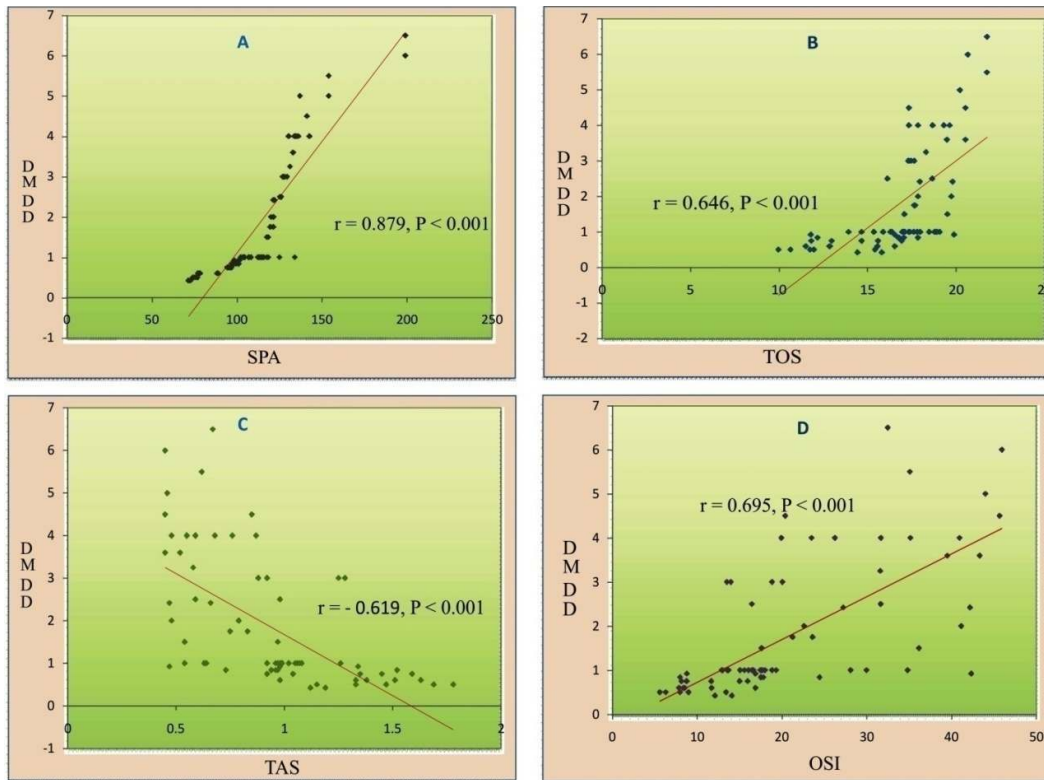 A
7
6
5
4
3
2
1
0
-1
D
M
D
D
r = 0.879, P < 0.001
0 50 100 150 200 250
SPA
B
7
6
5
4
3
2
1
0
-1
-2
D
M
D
D
r = 0.646, P < 0.001
0 5 10 15 20 25
TOS
C
7
6
5
4
3
2
1
0
-1
D
M
D
D
r = - 0.619, P < 0.001
0 0.5 1 1.5 2
TAS
D
7
6
5
4
3
2
1
0
D
M
D
D
r = 0.695, P < 0.001
0 10 20 30 40 50
OSI